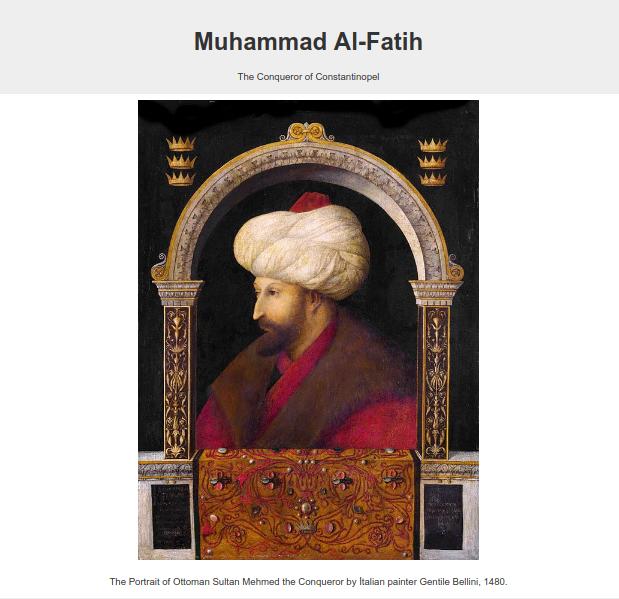 Muhammad Al-Fatih
The Conqueror of Constantinopel
The Portrait of Ottoman Sultan Mehmed the Conqueror by İtalian painter Gentile Bellini, 1480.